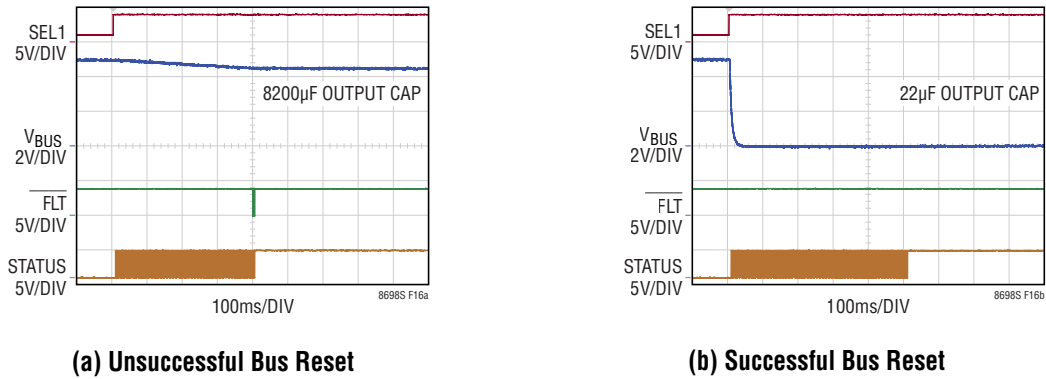 SEL1
5V/DIV
8200µF OUTPUT CAP
VBUS
2V/DIV
FLT
5V/DIV
STATUS
5V/DIV
8698S F16a
100ms/DIV
(a) Unsuccessful Bus Reset
SEL1
5V/DIV
22µF OUTPUT CAP
VBUS
2V/DIV
FLT
5V/DIV
STATUS
5V/DIV
8698S F16b
100ms/DIV
(b) Successful Bus Reset